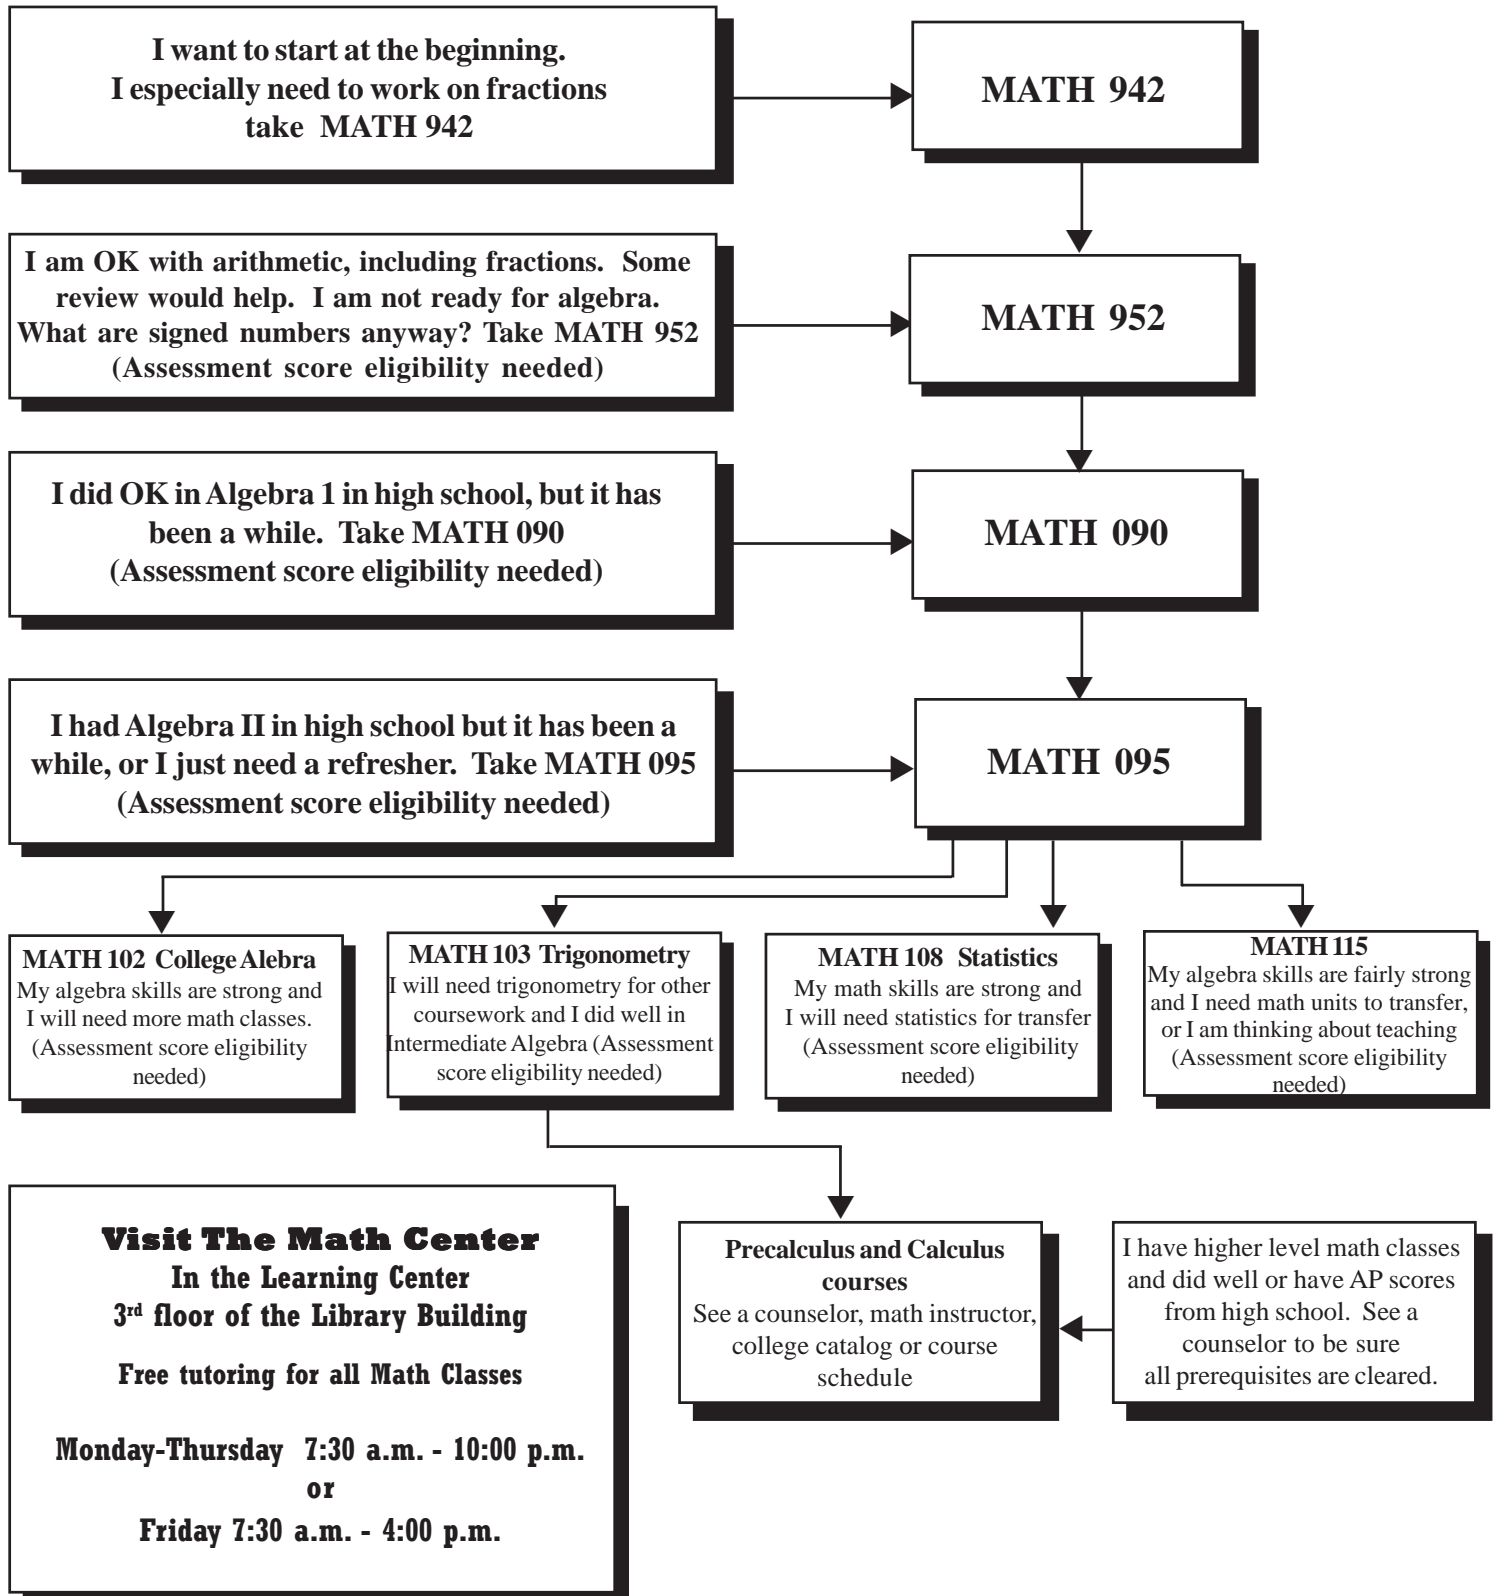 I want to start at the beginning.
I especially need to work on fractions
take MATH 942
MATH 942
I am OK with arithmetic, including fractions. Some
review would help. I am not ready for algebra.
What are signed numbers anyway? Take MATH 952
(Assessment score eligibility needed)
MATH 952
I did OK in Algebra 1 in high school, but it has
been a while. Take MATH 090
(Assessment score eligibility needed)
MATH 090
I had Algebra II in high school but it has been a
while, or I just need a refresher. Take MATH 095
(Assessment score eligibility needed)
MATH 095
MATH 102 College Alebra
My algebra skills are strong and
I will need more math classes.
(Assessment score eligibility
needed)
MATH 103 Trigonometry
I will need trigonometry for other
coursework and I did well in
Intermediate Algebra (Assessment
score eligibility needed)
MATH 108 Statistics
My math skills are strong and
I will need statistics for transfer
(Assessment score eligibility
needed)
MATH 115
My algebra skills are fairly strong
and I need math units to transfer,
or I am thinking about teaching
(Assessment score eligibility
needed)
Visit The Math Center
In the Learning Center
3rd floor of the Library Building
Free tutoring for all Math Classes
Monday-Thursday 7:30 a.m. - 10:00 p.m.
or
Friday 7:30 a.m. - 4:00 p.m.
Precalculus and Calculus
courses
See a counselor, math instructor,
college catalog or course
schedule
I have higher level math classes
and did well or have AP scores
from high school. See a
counselor to be sure
all prerequisites are cleared.